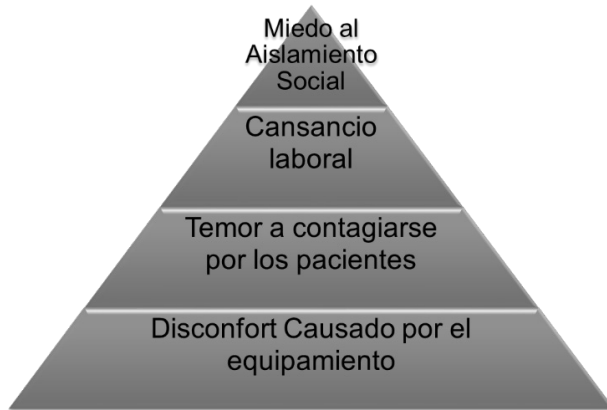 Miedo al
Aislamiento
Social
Cansancio
laboral
Temor a contagiarse
por los pacientes
Disconfort Causado por el
equipamiento